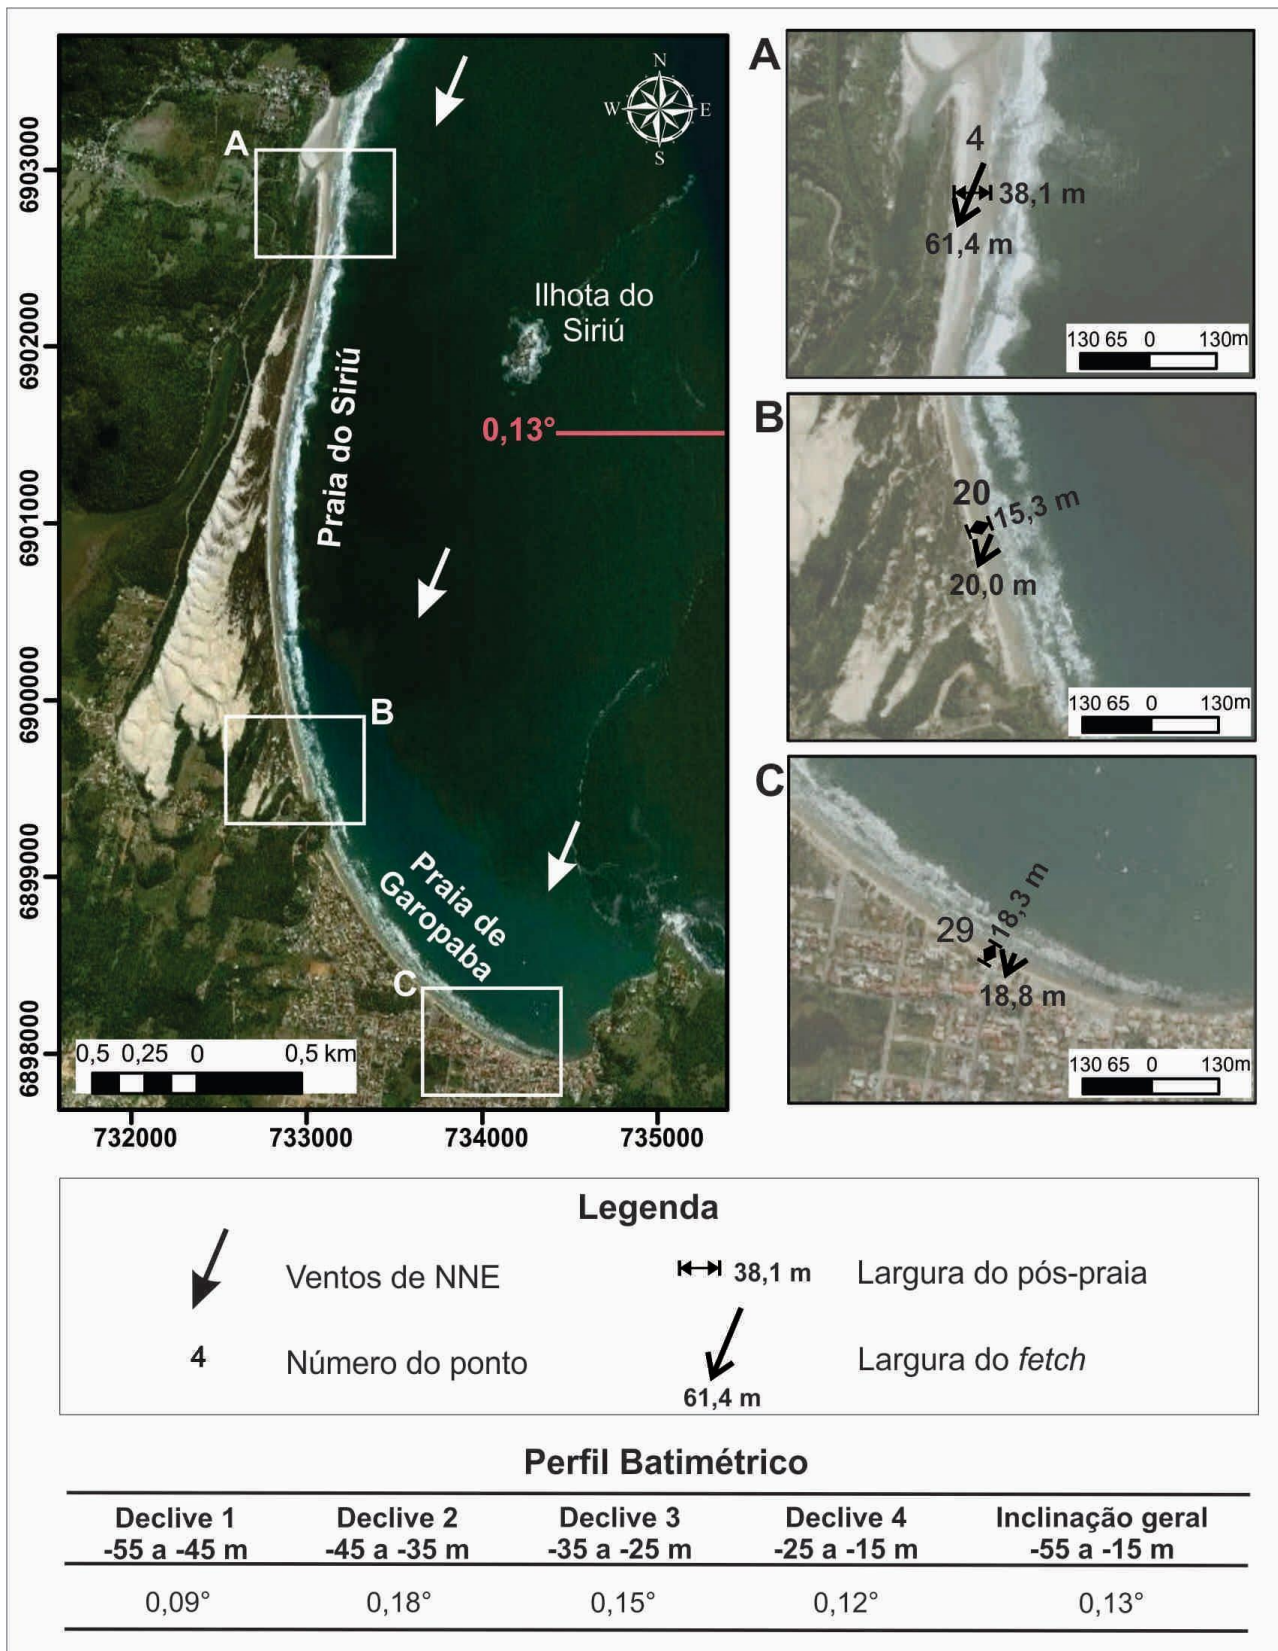 A
N
W E
S
6903000
6902000
6901000
6900000
6899000
6898000
A
Ilhota do
Siriú
Praia do Siriú
0,13°
B
Praia de
Garopaba
C
0,5 0,25 0 0,5 km
732000 733000 734000 735000
4
38,1 m
61,4 m
130 65 0 130m
B
20
15,3 m
20,0 m
130 65 0 130m
C
29
18,3 m
18,8 m
130 65 0 130m
Legenda
Ventos de NNE
38,1 m Largura do pós-praia
4 Número do ponto
Largura do fetch
61,4 m
Perfil Batimétrico
Declive 1 Declive 2 Declive 3 Declive 4 Inclinação geral
-55 a -45 m -45 a -35 m -35 a -25 m -25 a -15 m -55 a -15 m
0,09° 0,18° 0,15° 0,12° 0,13°